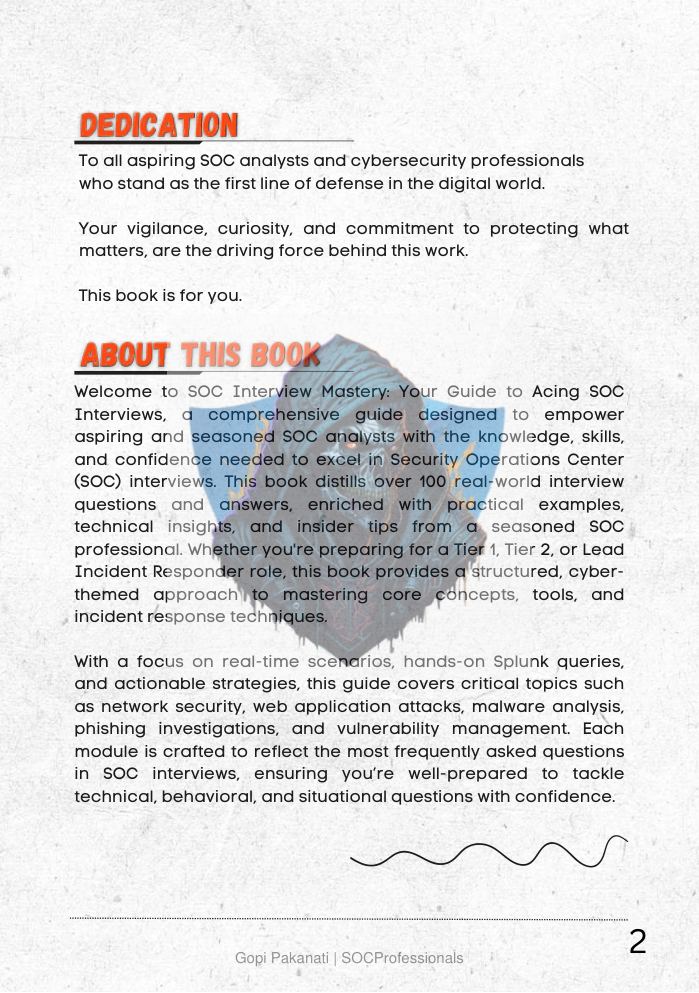 DEDICATION
To all aspiring SOC analysts and cybersecurity professionals
who stand as the first line of defense in the digital world.
Your vigilance, curiosity, and commitment to protecting what
matters, are the driving force behind this work.
This book is for you.
ABOUT THIS BOOK
Welcome to SOC Interview Mastery: Your Guide to Acing SOC
Interviews, a comprehensive guide designed to empower
aspiring and seasoned SOC analysts with the knowledge, skills,
and confidence needed to excel in Security Operations Center
(SOC) interviews. This book distills over 100 real-world interview
questions and answers, enriched with practical examples,
technical insights, and insider tips from a seasoned SOC
professional. Whether you're preparing for a Tier 1, Tier 2, or Lead
Incident Responder role, this book provides a structured, cyber-
themed approach to mastering core concepts, tools, and
incident response techniques.
With a focus on real-time scenarios, hands-on Splunk queries,
and actionable strategies, this guide covers critical topics such
as network security, web application attacks, malware analysis,
phishing investigations, and vulnerability management. Each
module is crafted to reflect the most frequently asked questions
in SOC interviews, ensuring you’re well-prepared to tackle
technical, behavioral, and situational questions with confidence.
2
Gopi Pakanati | SOCProfessionals